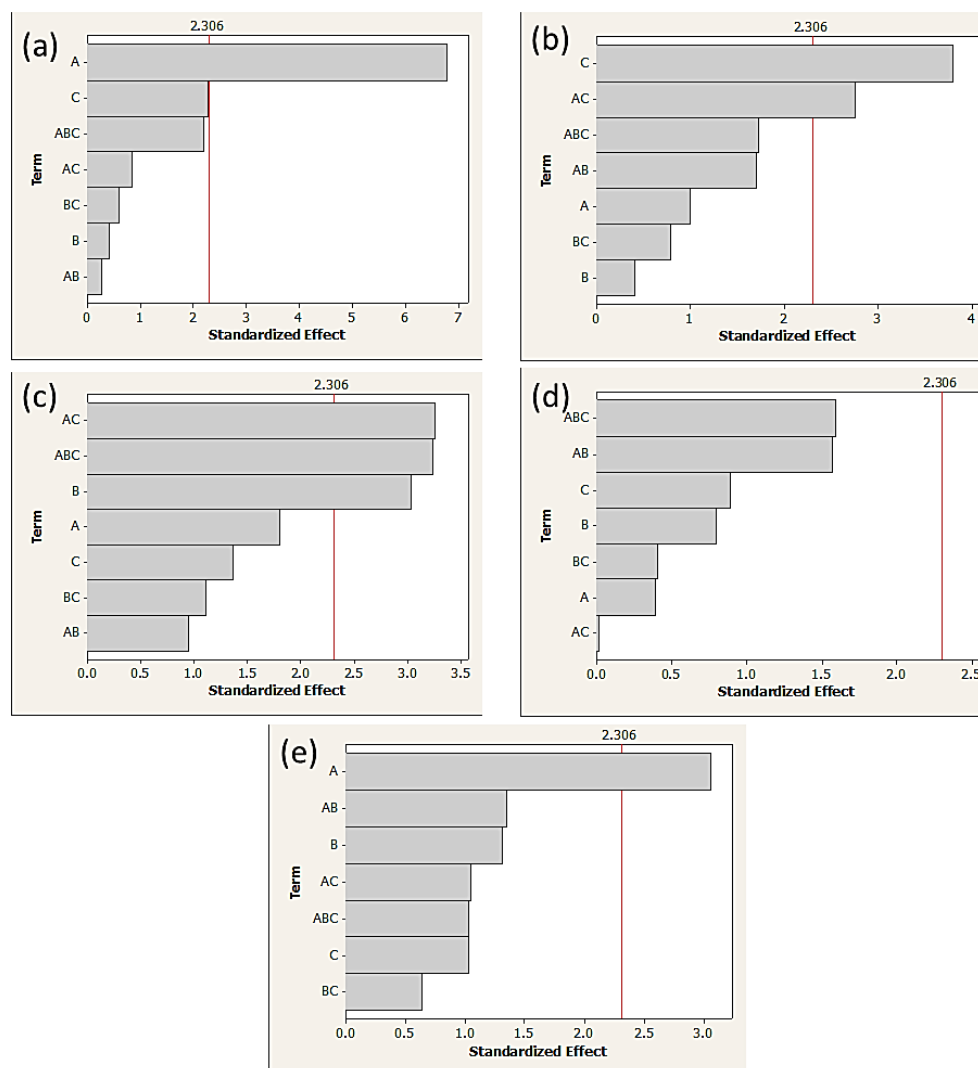 (a)
2.306
Term
A
C
ABC
AC
BC
B
AB
0 1 2 3 4 5 6 7
Standardized Effect
(b)
2.306
Term
C
AC
ABC
AB
A
BC
B
0 1 2 3 4
Standardized Effect
(c)
2.306
Term
AC
ABC
B
A
C
BC
AB
0.0 0.5 1.0 1.5 2.0 2.5 3.0 3.5
Standardized Effect
(d)
2.306
Term
ABC
AB
C
B
BC
A
AC
0.0 0.5 1.0 1.5 2.0 2.5
Standardized Effect
(e)
2.306
Term
A
AB
B
AC
ABC
C
BC
0.0 0.5 1.0 1.5 2.0 2.5 3.0
Standardized Effect